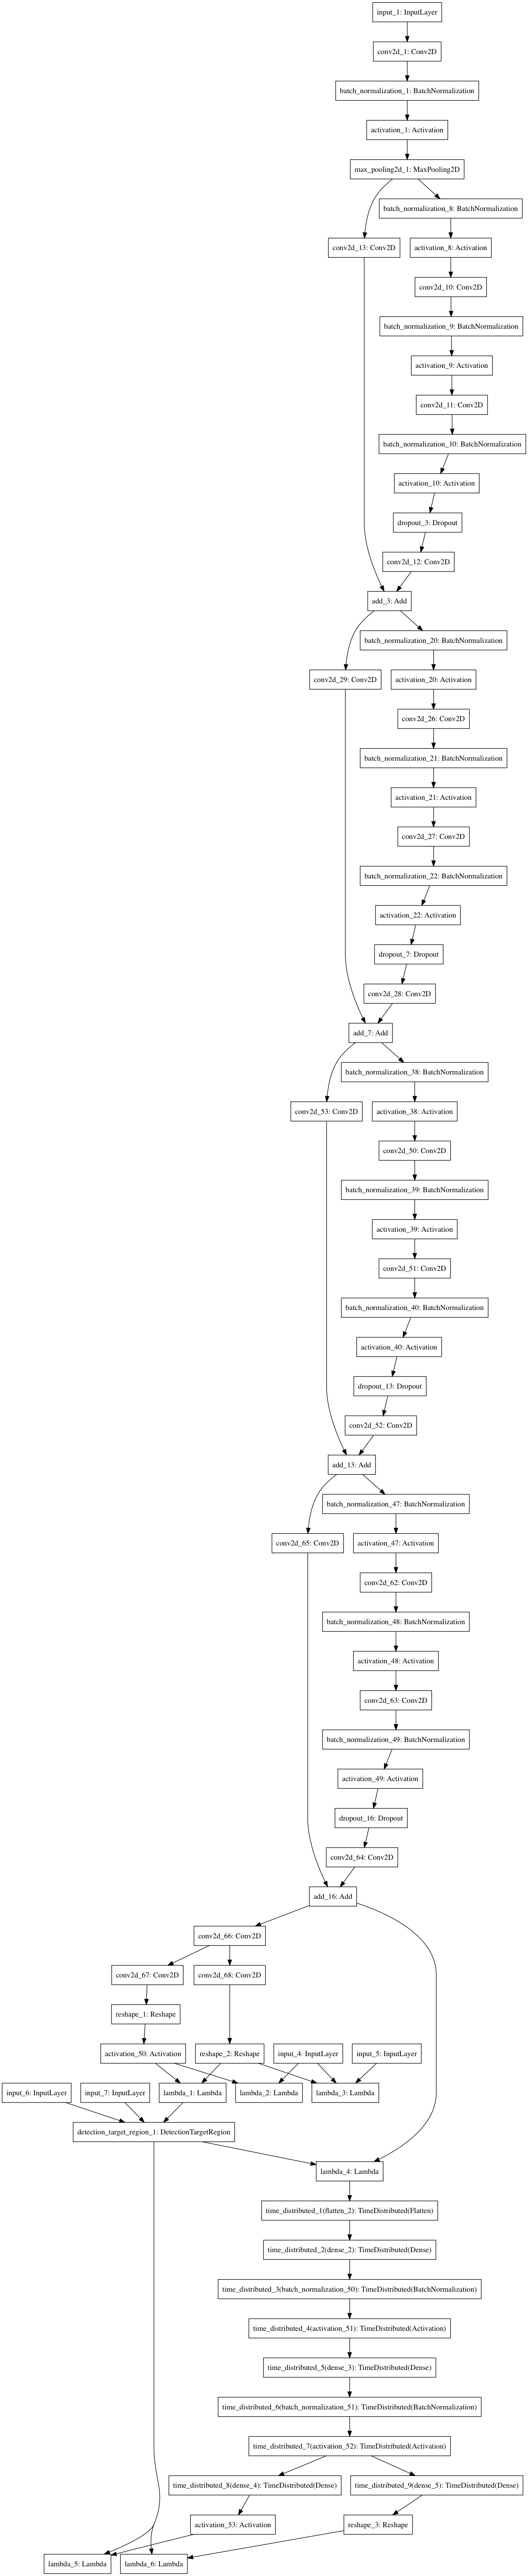 input_1: InputLayer
conv2d_1: Conv2D
batch_normalization_1: BatchNormalization
activation_1: Activation
max_pooling2d_1: MaxPooling2D
batch_normalization_8: BatchNormalization
conv2d_13: Conv2D
activation_8: Activation
conv2d_10: Conv2D
batch_normalization_9: BatchNormalization
activation_9: Activation
conv2d_11: Conv2D
batch_normalization_10: BatchNormalization
activation_10: Activation
dropout_3: Dropout
conv2d_12: Conv2D
add_3: Add
batch_normalization_20: BatchNormalization
conv2d_29: Conv2D
activation_20: Activation
conv2d_26: Conv2D
batch_normalization_21: BatchNormalization
activation_21: Activation
conv2d_27: Conv2D
batch_normalization_22: BatchNormalization
activation_22: Activation
dropout_7: Dropout
conv2d_28: Conv2D
add_7: Add
batch_normalization_38: BatchNormalization
conv2d_53: Conv2D
activation_38: Activation
conv2d_50: Conv2D
batch_normalization_39: BatchNormalization
activation_39: Activation
conv2d_51: Conv2D
batch_normalization_40: BatchNormalization
activation_40: Activation
dropout_13: Dropout
conv2d_52: Conv2D
add_13: Add
batch_normalization_47: BatchNormalization
conv2d_65: Conv2D
activation_47: Activation
conv2d_62: Conv2D
batch_normalization_48: BatchNormalization
activation_48: Activation
conv2d_63: Conv2D
batch_normalization_49: BatchNormalization
activation_49: Activation
dropout_16: Dropout
conv2d_64: Conv2D
add_16: Add
conv2d_66: Conv2D
conv2d_67: Conv2D
conv2d_68: Conv2D
reshape_1: Reshape
activation_50: Activation
reshape_2: Reshape
input_4: InputLayer
input_5: InputLayer
input_6: InputLayer
input_7: InputLayer
lambda_1: Lambda
lambda_2: Lambda
lambda_3: Lambda
detection_target_region_1: DetectionTargetRegion
lambda_4: Lambda
time_distributed_1(flatten_2): TimeDistributed(Flatten)
time_distributed_2(dense_2): TimeDistributed(Dense)
time_distributed_3(batch_normalization_50): TimeDistributed(BatchNormalization)
time_distributed_4(activation_51): TimeDistributed(Activation)
time_distributed_5(dense_3): TimeDistributed(Dense)
time_distributed_6(batch_normalization_51): TimeDistributed(BatchNormalization)
time_distributed_7(activation_52): TimeDistributed(Activation)
time_distributed_8(dense_4): TimeDistributed(Dense)
time_distributed_9(dense_5): TimeDistributed(Dense)
activation_53: Activation
reshape_3: Reshape
lambda_5: Lambda
lambda_6: Lambda